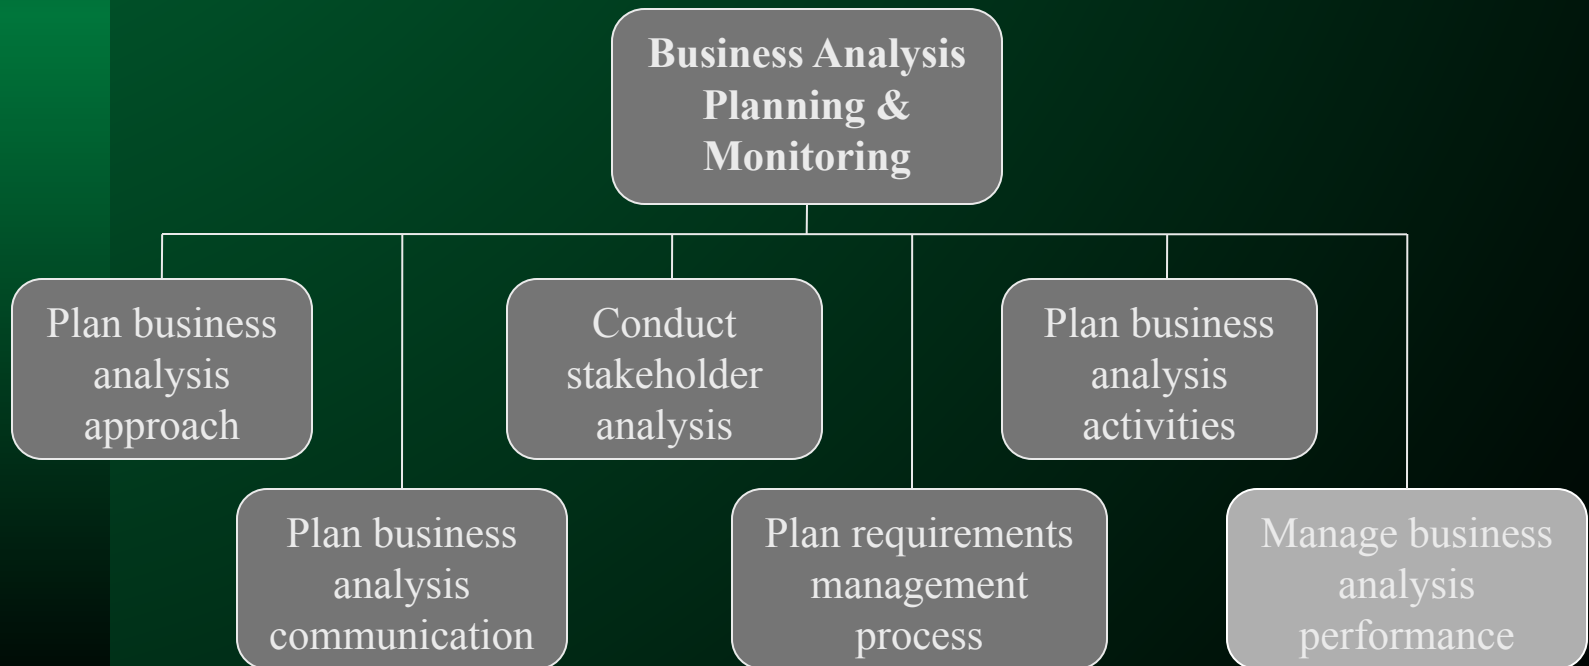 Business Analysis
Planning &
Monitoring
Plan business
analysis
approach
Conduct
stakeholder
analysis
Plan business
analysis
activities
Plan business
analysis
communication
Plan requirements
management
process
Manage business
analysis
performance